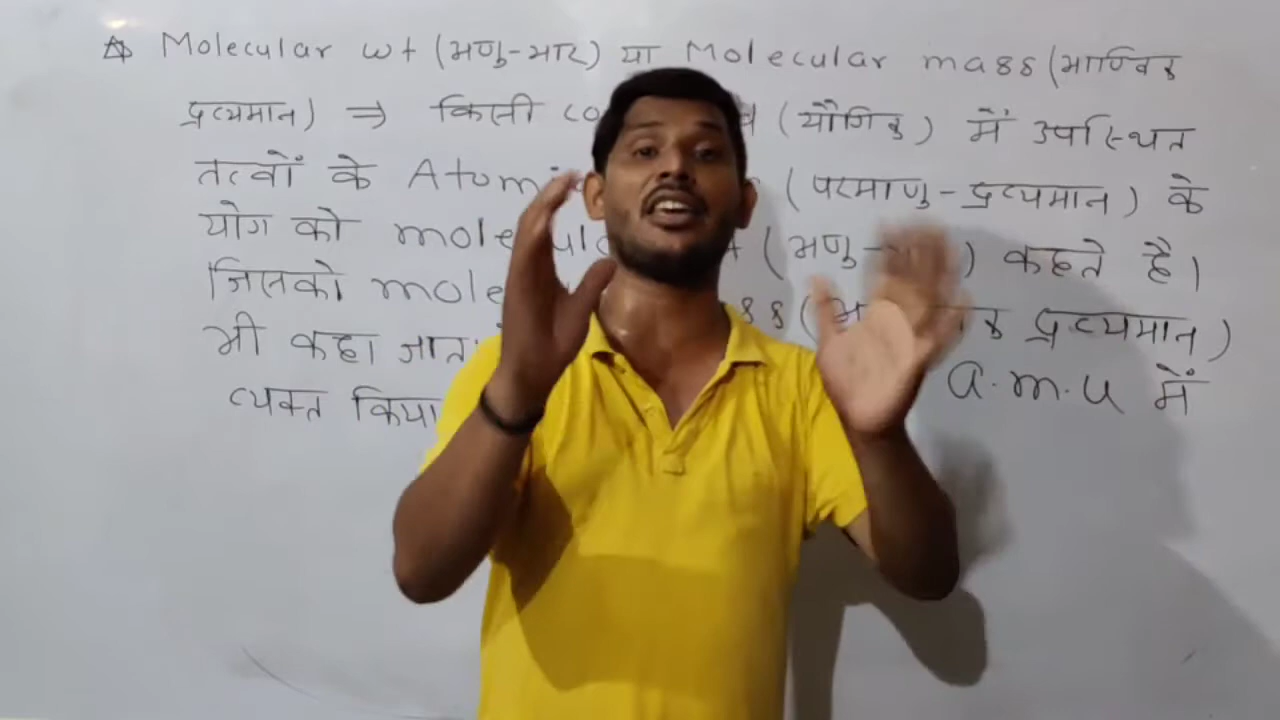 Molecular wt (अणु-भार) या Molecular mass (आण्विक
द्रव्यमान) ⇒ किसी (यौगिक) में उपस्थित
तत्वों के (परमाणु-द्रव्यमान) के
योग को (अणु-भार) कहते है।
जिसको द्रव्यमान)
भी कहा a.m.u में
व्यक्त किया